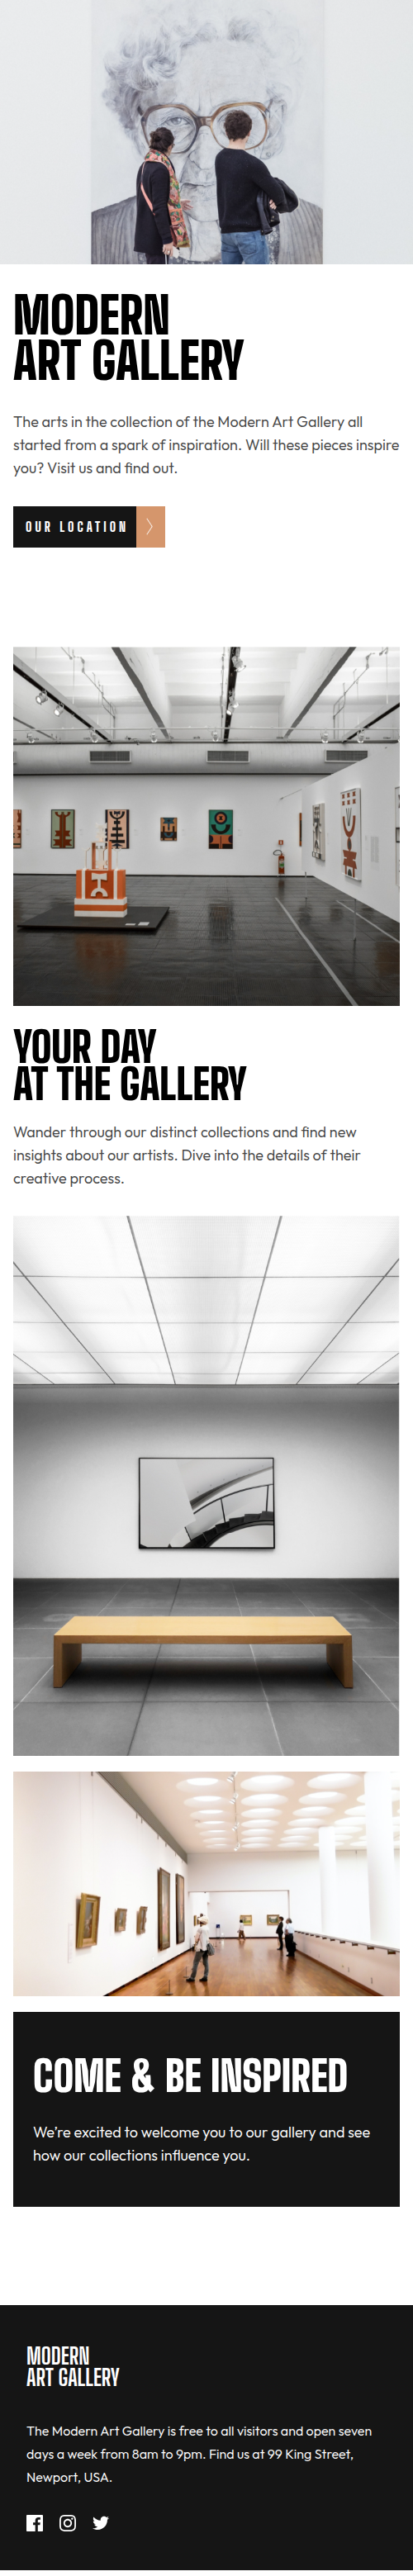 MODERN
ART GALLERY
The arts in the collection of the Modern Art Gallery all
started from a spark of inspiration. Will these pieces inspire
you? Visit us and find out.
OUR LOCATION
YOUR DAY
AT THE GALLERY
Wander through our distinct collections and find new
insights about our artists. Dive into the details of their
creative process.
COME & BE INSPIRED
We’re excited to welcome you to our gallery and see
how our collections influence you.
MODERN
ART GALLERY
The Modern Art Gallery is free to all visitors and open seven
days a week from 8am to 9pm. Find us at 99 King Street,
Newport, USA.